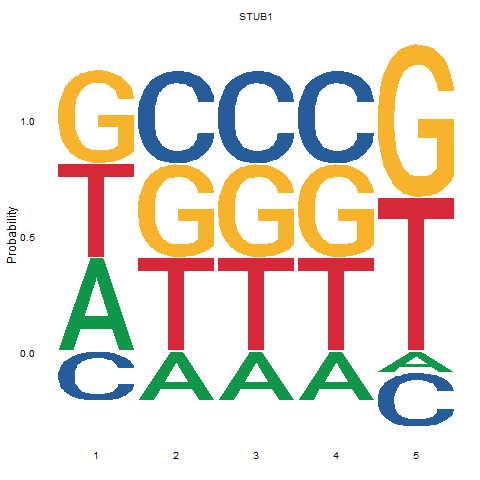 STUB1
Probability
1.0
0.5
0.0
G C C C G
T G G G T
A T T T A
C A A A C
1 2 3 4 5